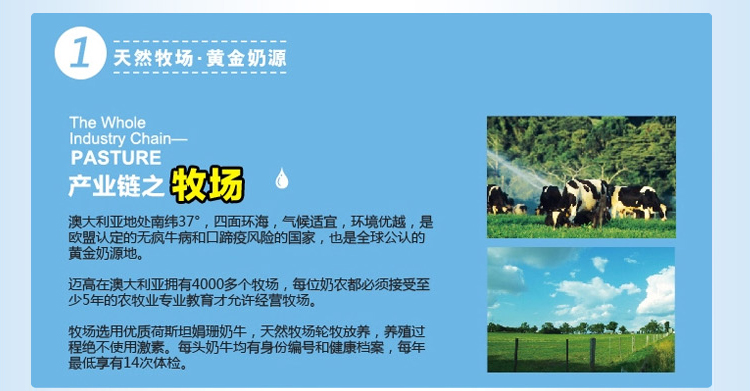 1
天然牧场·黄金奶源
The Whole
Industry Chain—
PASTURE
产业链之 牧场
澳大利亚地处南纬37°，四面环海，气候适宜，环境优越，是
欧盟认定的无疯牛病和口蹄疫风险的国家，也是全球公认的
黄金奶源地。
迈高在澳大利亚拥有4000多个牧场，每位奶农都必须接受至
少5年的农牧业专业教育才允许经营牧场。
牧场选用优质荷斯坦娟珊奶牛，天然牧场轮牧放养，养殖过
程绝不使用激素。每头奶牛均有身份编号和健康档案，每年
最低享有14次体检。